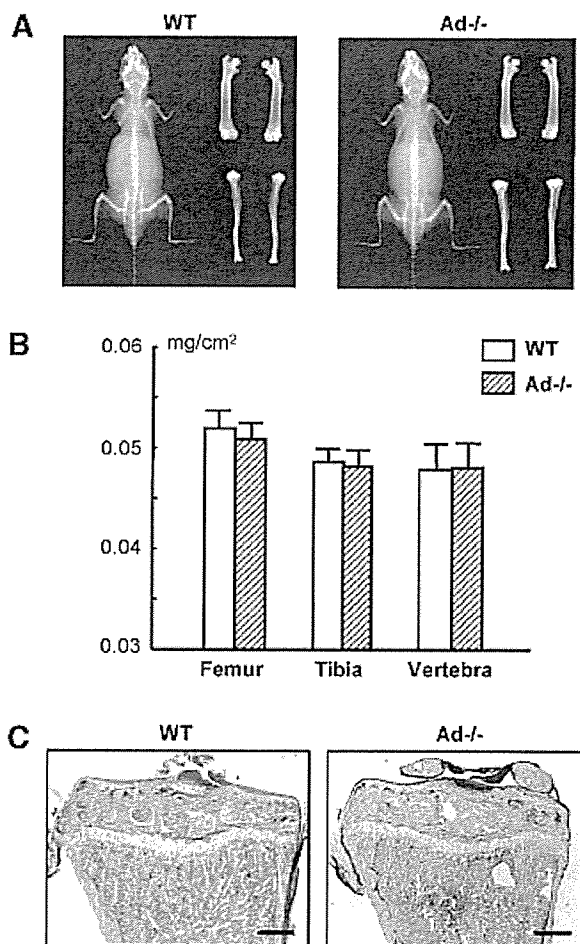 A
WT
Ad-/-
B
mg/cm²
0.06
0.05
0.04
0.03
WT
Ad-/-
Femur Tibia Vertebra
C
WT
Ad-/-